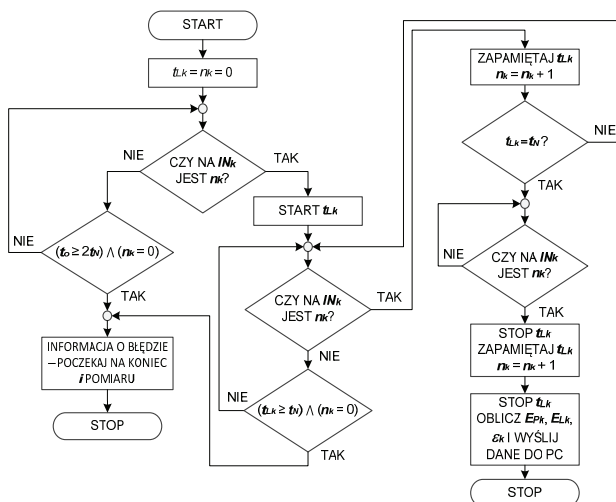 START
tLk = nk = 0
CZY NA INk
JEST nk?
NIE
TAK
NIE
(to ≥ 2tN) ∧ (nk = 0)
TAK
INFORMACJA O BŁĘDZIE
–POCZEKAJ NA KONIEC
i POMIARU
STOP
START tLk
CZY NA INk
JEST nk?
TAK
NIE
NIE
(tLk ≥ tN) ∧ (nk = 0)
TAK
ZAPAMIĘTAJ tLk
nk = nk + 1
NIE
tLk = tN?
TAK
NIE
CZY NA INk
JEST nk?
TAK
STOP tLk
ZAPAMIĘTAJ tLk
nk = nk + 1
STOP tLk
OBLICZ EPk, ELk,
εk I WYŚLIJ
DANE DO PC
STOP